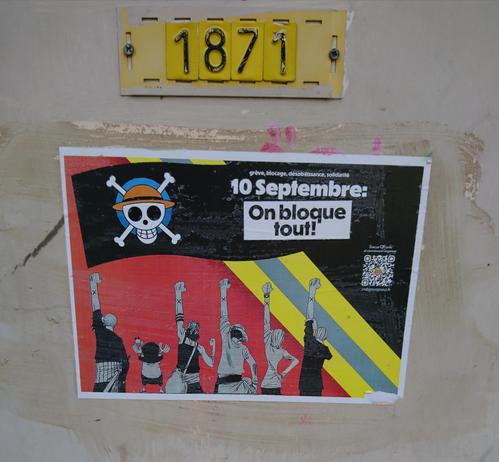 1871
grève, blocage, désobéissance, solidarité
10 Septembre:
On bloque
tout!